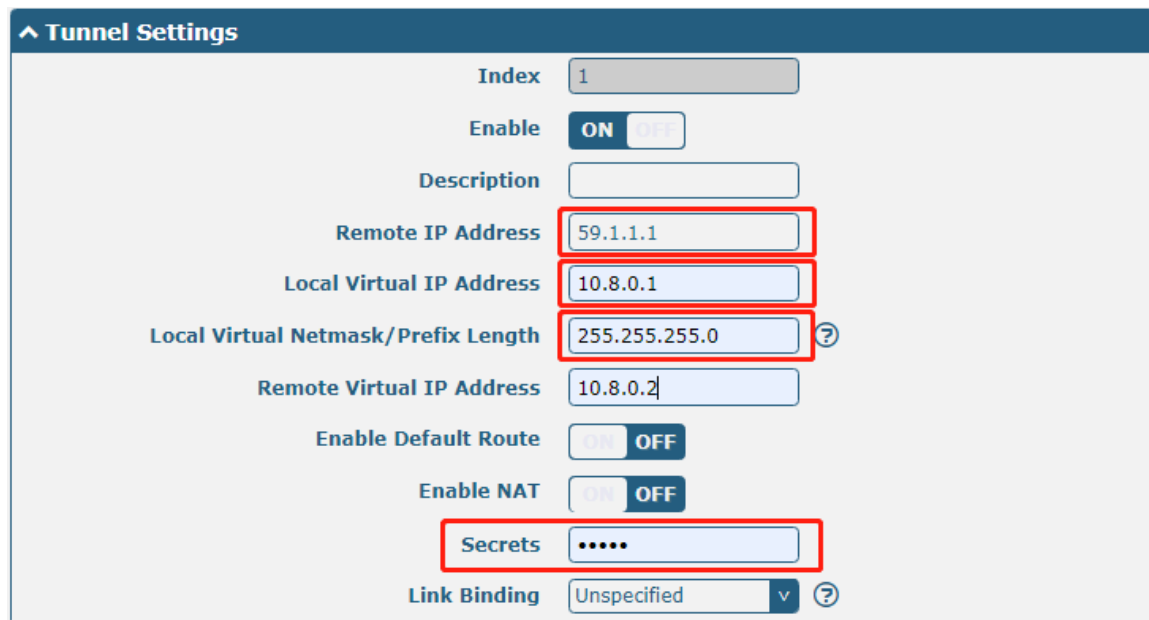 Tunnel Settings
Index 1
Enable ON OFF
Description
Remote IP Address 59.1.1.1
Local Virtual IP Address 10.8.0.1
Local Virtual Netmask/Prefix Length 255.255.255.0 ?
Remote Virtual IP Address 10.8.0.2
Enable Default Route ON OFF
Enable NAT ON OFF
Secrets •••••
Link Binding Unspecified v ?